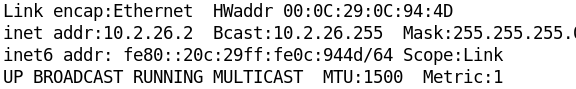 Link encap:Ethernet  HWaddr 00:0C:29:0C:94:4D
inet addr:10.2.26.2  Bcast:10.2.26.255  Mask:255.255.255.0
inet6 addr: fe80::20c:29ff:fe0c:944d/64 Scope:Link
UP BROADCAST RUNNING MULTICAST  MTU:1500  Metric:1